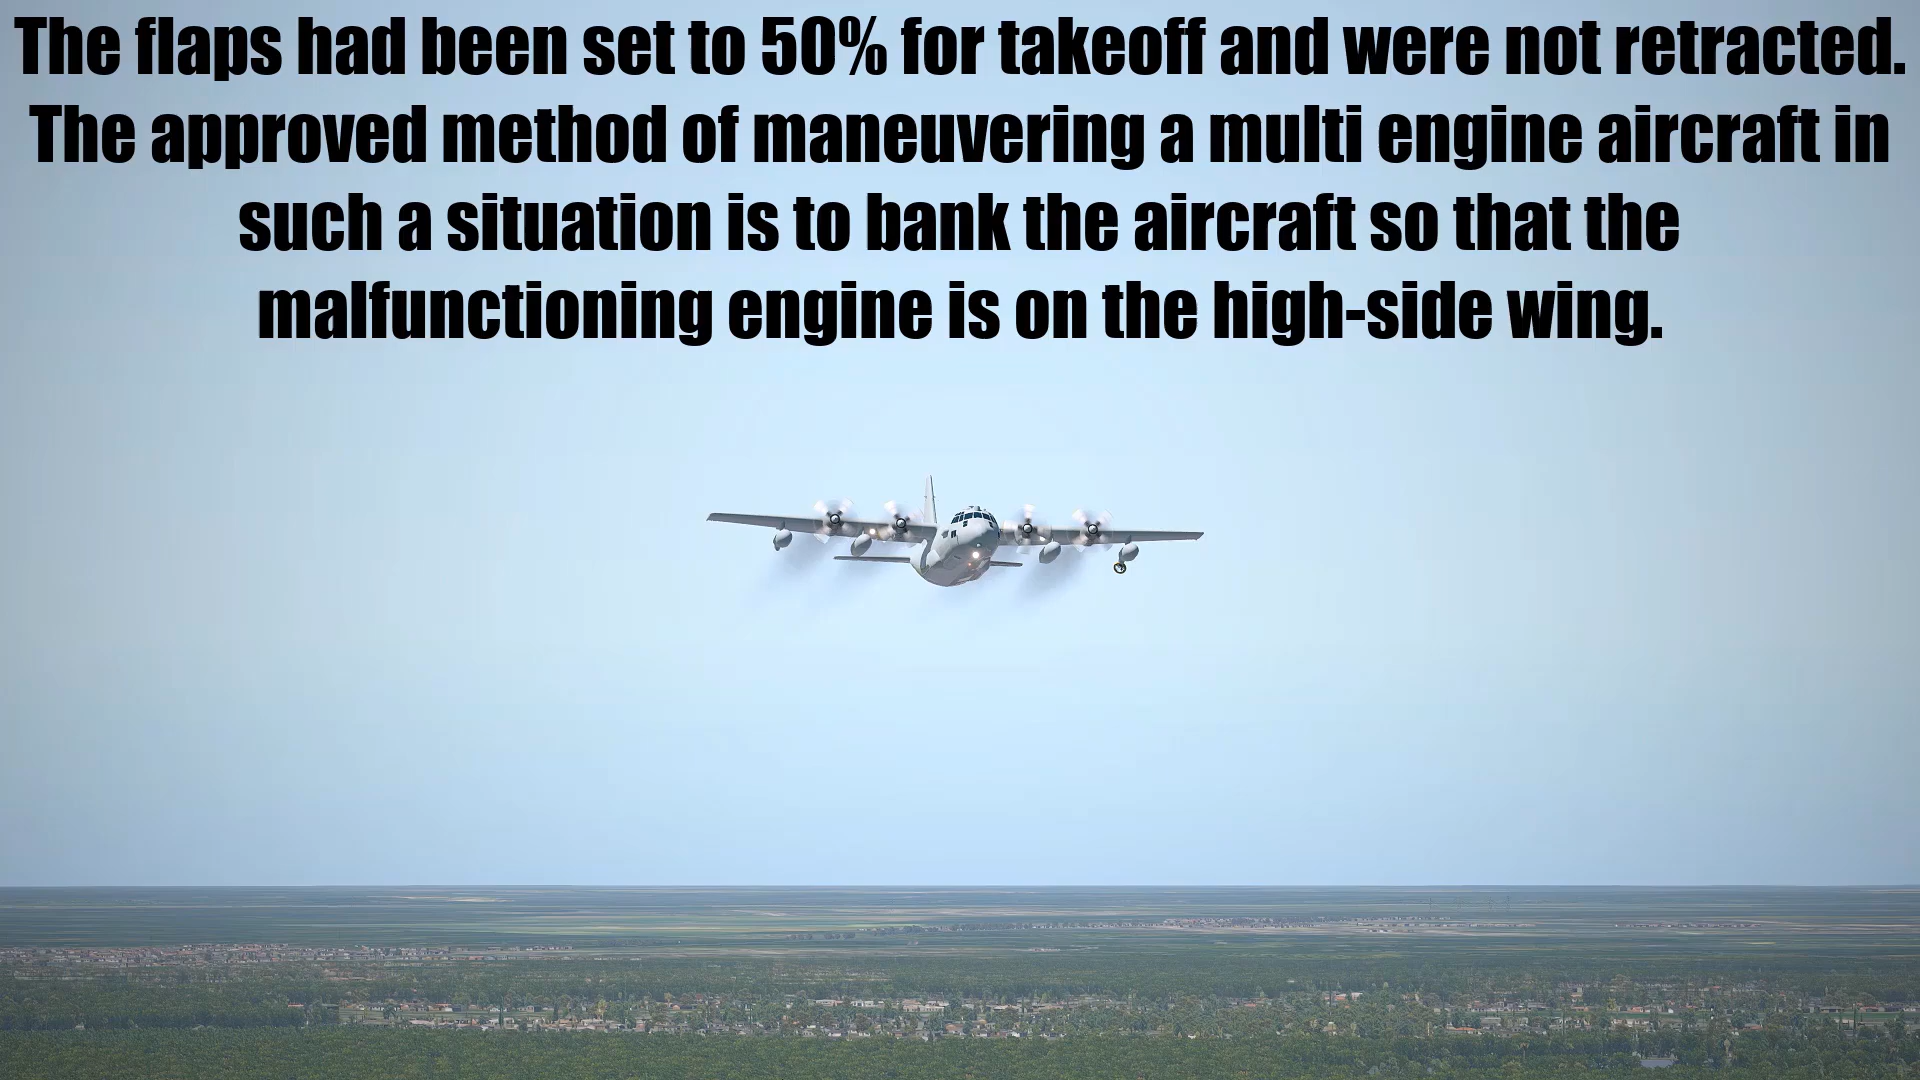 The flaps had been set to 50% for takeoff and were not retracted.
The approved method of maneuvering a multi engine aircraft in
such a situation is to bank the aircraft so that the
malfunctioning engine is on the high-side wing.